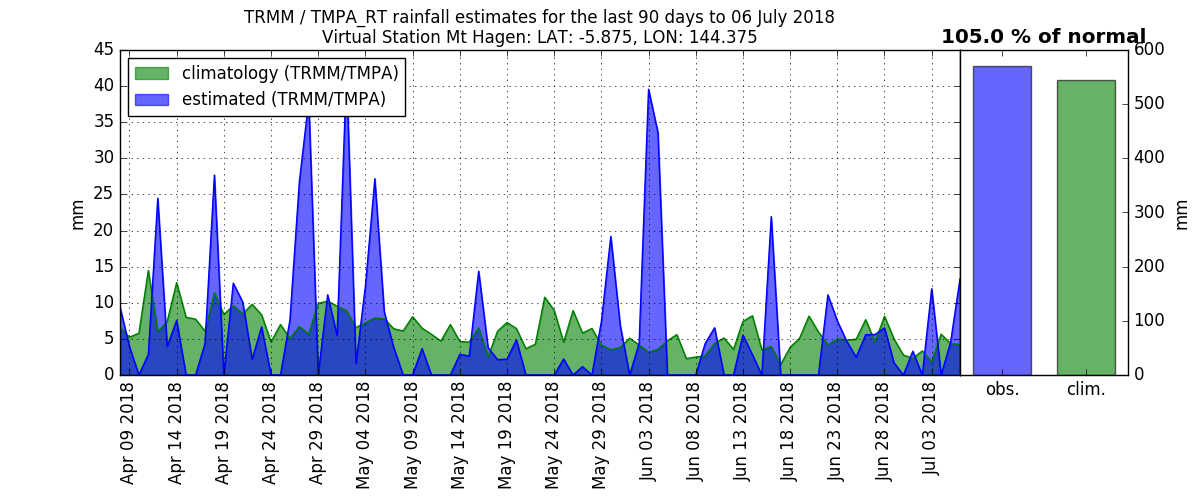 TRMM / TMPA_RT rainfall estimates for the last 90 days to 06 July 2018
Virtual Station Mt Hagen: LAT: -5.875, LON: 144.375
105.0 % of normal
climatology (TRMM/TMPA)
estimated (TRMM/TMPA)
mm
45
40
35
30
25
20
15
10
5
0
Apr 09 2018
Apr 14 2018
Apr 19 2018
Apr 24 2018
Apr 29 2018
May 04 2018
May 09 2018
May 14 2018
May 19 2018
May 24 2018
May 29 2018
Jun 03 2018
Jun 08 2018
Jun 13 2018
Jun 18 2018
Jun 23 2018
Jun 28 2018
Jul 03 2018
obs.
clim.
600
500
400
300
200
100
0
mm